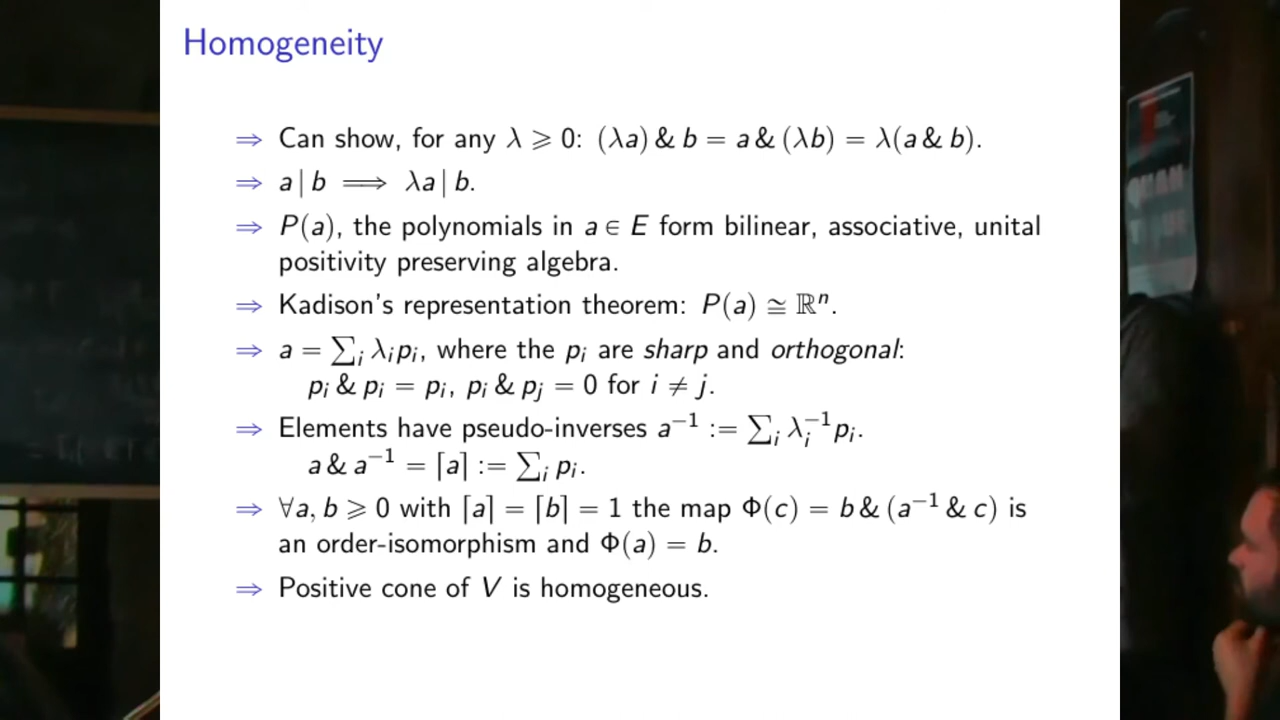 Homogeneity
⇒ Can show, for any λ ⩾ 0: (λa) & b = a & (λb) = λ(a & b).
⇒ a | b ⟹ λa | b.
⇒ P(a), the polynomials in a ∈ E form bilinear, associative, unital
positivity preserving algebra.
⇒ Kadison's representation theorem: P(a) ≅ ℝⁿ.
⇒ a = ∑ᵢ λᵢpᵢ, where the pᵢ are sharp and orthogonal:
pᵢ & pᵢ = pᵢ, pᵢ & pⱼ = 0 for i ≠ j.
⇒ Elements have pseudo-inverses a⁻¹ := ∑ᵢ λᵢ⁻¹pᵢ.
a & a⁻¹ = ⌈a⌉ := ∑ᵢ pᵢ.
⇒ ∀a, b ⩾ 0 with ⌈a⌉ = ⌈b⌉ = 1 the map Φ(c) = b & (a⁻¹ & c) is
an order-isomorphism and Φ(a) = b.
⇒ Positive cone of V is homogeneous.